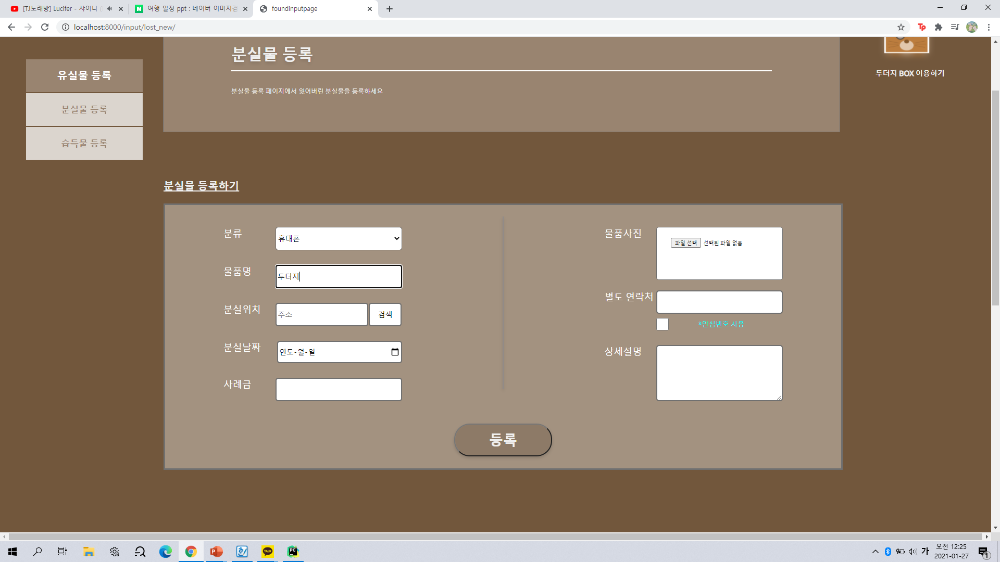 [TJ노래방] Lucifer - 샤이니
여행 일정 ppt : 네이버 이미지검
foundinputpage
localhost:8000/input/lost_new/
분실물 등록
분실물 등록 페이지에서 잃어버린 분실물을 등록하세요
유실물 등록
분실물 등록
습득물 등록
두더지 BOX 이용하기
분실물 등록하기
분류
휴대폰
물품명
두더지
분실위치
주소
검색
분실날짜
연도-월-일
사례금
물품사진
파일 선택 선택된 파일 없음
별도 연락처
*안심번호 사용
상세설명
등록
가
오전 12:25
2021-01-27
1